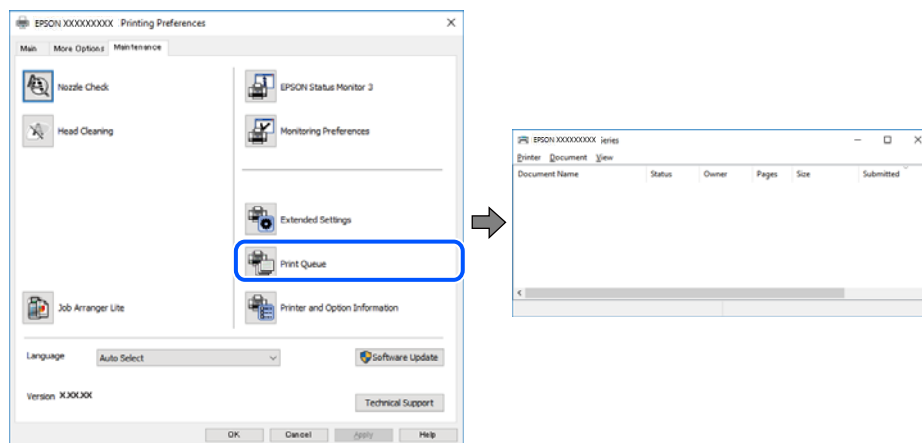 EPSON XXXXXXXXX Printing Preferences
Main More Options Maintenance
Nozzle Check
EPSON Status Monitor 3
Head Cleaning
Monitoring Preferences
Extended Settings
Print Queue
Job Arranger Lite
Printer and Option Information
Language Auto Select
Software Update
Version X.XX.XX
Technical Support
OK Cancel Apply Help
EPSON XXXXXXXXX ieries
Printer Document View
Document Name Status Owner Pages Size Submitted